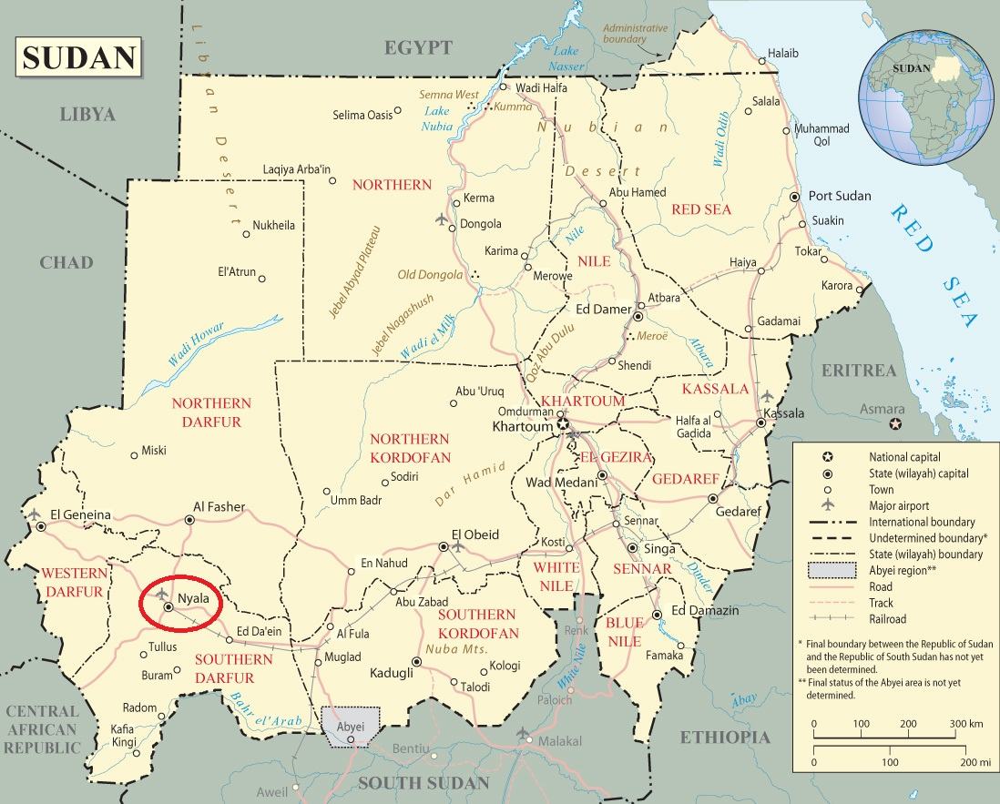 SUDAN
EGYPT
Administrative
boundary
Lake
Nasser
Halaib
SUDAN
LIBYA
Libyan Desert
Selima Oasis
Semna West
Kumma
Lake
Nubia
Wadi Halfa
Salala
Wadi Odib
Muhammad
Qol
Nubian
Desert
Laqiya Arba'in
NORTHERN
Kerma
Abu Hamed
RED SEA
Port Sudan
RED SEA
Nukheila
Dongola
Suakin
Nile
CHAD
El'Atrun
Jebel Abyad Plateau
Karima
NILE
Tokar
Haiya
Old Dongola
Merowe
Karora
Jebel Nagashush
Atbara
Ed Damer
Wadi Howar
Wadi el Milk
Qoz Abu Dulu
Meroë
Gadamai
Atbara
Shendi
ERITREA
NORTHERN
DARFUR
Abu 'Uruq
KHARTOUM
KASSALA
Omdurman
Khartoum
Halfa al
Gadida
Kassala
Asmara
Miski
NORTHERN
KORDOFAN
EL GEZIRA
Sodiri
Dar Hamid
Wad Medani
GEDAREF
Umm Badr
Gedaref
El Geneina
Al Fasher
Sennar
El Obeid
Kosti
Singa
En Nahud
WHITE
NILE
SENNAR
Dinder
WESTERN
DARFUR
Nyala
Abu Zabad
Ed Damazin
SOUTHERN
KORDOFAN
BLUE
NILE
Ed Da'ein
Al Fula
Renk
Tullus
SOUTHERN
DARFUR
Muglad
Nuba Mts.
Famaka
Buram
Kadugli
Kologi
Talodi
White Nile
Paloich
Abay
Radom
Bahr el'Arab
CENTRAL
AFRICAN
REPUBLIC
Kafia
Kingi
Abyei
Malakal
ETHIOPIA
Bentiu
SOUTH SUDAN
Aweil
National capital
State (wilayah) capital
Town
Major airport
International boundary
Undetermined boundary*
State (wilayah) boundary
Abyei region**
Road
Track
Railroad
* Final boundary between the Republic of Sudan
and the Republic of South Sudan has not yet
been determined.
** Final status of the Abyei area is not yet
determined.
0 100 200 300 km
0 100 200 mi